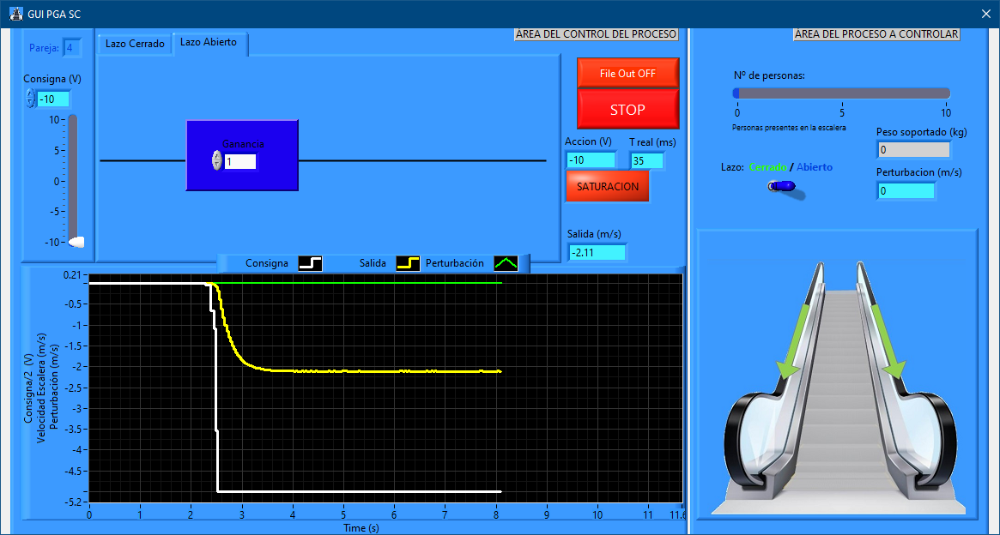 GUI PGA SC
Pareja: 4
Lazo Cerrado
Lazo Abierto
ÁREA DEL CONTROL DEL PROCESO
ÁREA DEL PROCESO A CONTROLAR
Consigna (V)
-10
10
5
0
-5
-10
Ganancia
1
File Out OFF
STOP
Accion (V)
T real (ms)
-10
35
SATURACION
Salida (m/s)
-2.11
Nº de personas:
0 5 10
Personas presentes en la escalera
Peso soportado (kg)
0
Lazo: Cerrado / Abierto
Perturbacion (m/s)
0
Consigna
Salida
Perturbación
Consigna/2 (V)
Velocidad Escalera (m/s)
Perturbación (m/s)
0.21
-0.5
-1
-1.5
-2
-2.5
-3
-3.5
-4
-4.5
-5.2
0 1 2 3 4 5 6 7 8 9 10 11
Time (s)